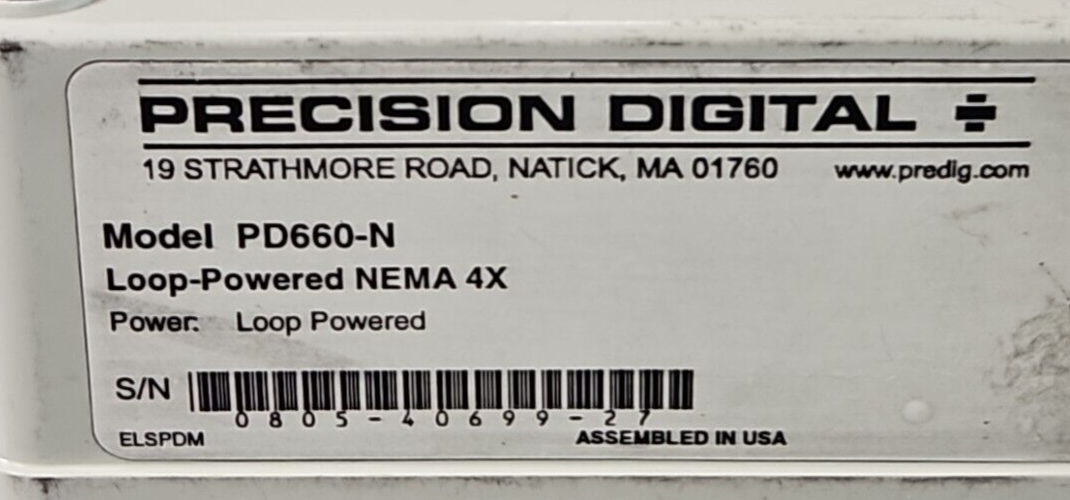 PRECISION DIGITAL
19 STRATHMORE ROAD, NATICK, MA 01760 www.predig.com
Model PD660-N
Loop-Powered NEMA 4X
Power: Loop Powered
S/N 0805-40699-27
ELSPDM ASSEMBLED IN USA